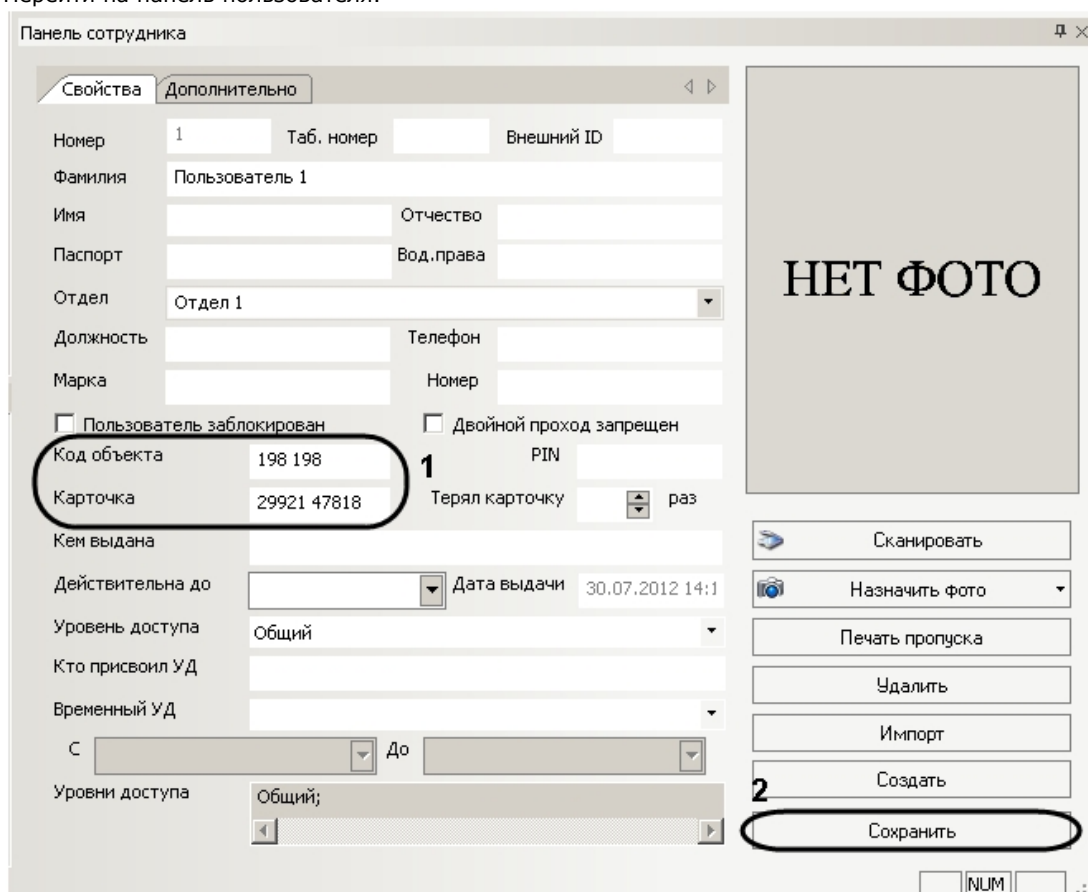 Перейти на панель пользователя.
Панель сотрудника
Свойства Дополнительно
Номер 1 Таб. номер Внешний ID
Фамилия Пользователь 1
Имя Отчество
Паспорт Вод.права
Отдел Отдел 1
Должность Телефон
Марка Номер
Пользователь заблокирован Двойной проход запрещен
Код объекта 198 198 1 PIN
Карточка 29921 47818 Терял карточку раз
Кем выдана
Действительна до Дата выдачи 30.07.2012 14:1
Уровень доступа Общий
Кто присвоил УД
Временный УД
С До
Уровни доступа Общий;
НЕТ ФОТО
Сканировать
Назначить фото
Печать пропуска
Удалить
Импорт
Создать
2
Сохранить
NUM